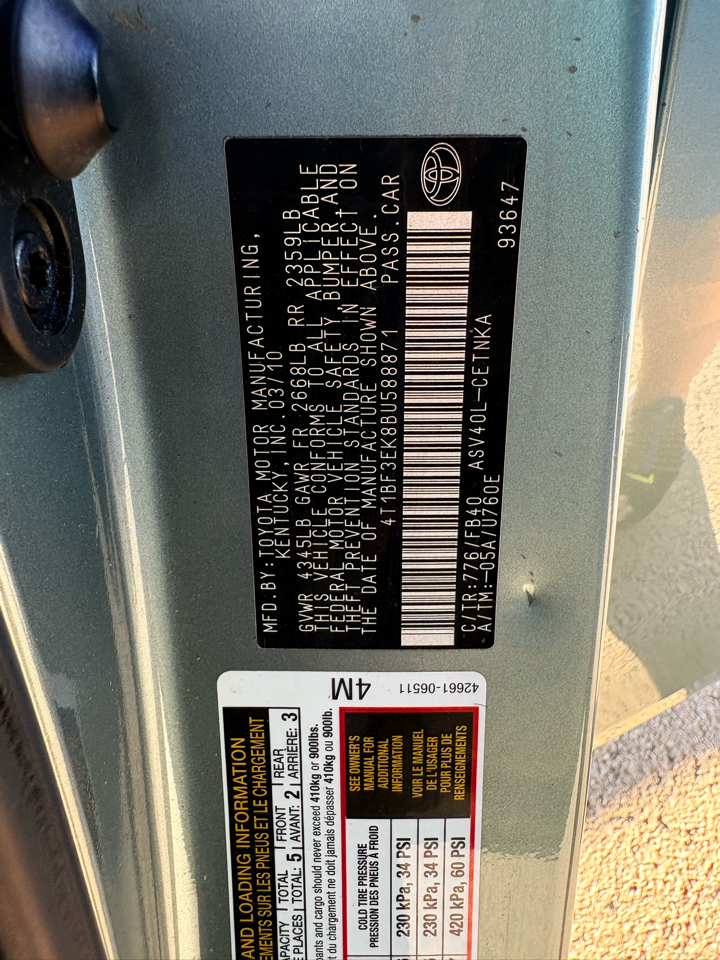 MFD.BY:TOYOTA MOTOR MANUFACTURING,
KENTUCKY, INC. 03/10
GVWR 4345LB GAWR FR 2668LB RR 2359LB
THIS VEHICLE CONFORMS TO ALL APPLICABLE
FEDERAL MOTOR VEHICLE SAFETY, BUMPER, AND
THEFT PREVENTION STANDARDS IN EFFECT ON
THE DATE OF MANUFACTURE SHOWN ABOVE.
4T1BF3EK8BU588871 PASS.CAR
C/TR:776/FB40 ASV40L-CETNKA 93647
A/TM:-05A/U760E
4M
42661-06511
AND LOADING INFORMATION
EMENTS SUR LES PNEUS ET LE CHARGEMENT
CAPACITY TOTAL FRONT REAR
PLACES TOTAL: 5 AVANT: 2 ARRIÈRE: 3
and cargo should never exceed 410kg or 900lbs.
du chargement ne doit jamais dépasser 410kg ou 900lb.
COLD TIRE PRESSURE
PRESSION DES PNEUS À FROID
230 kPa, 34 PSI
230 kPa, 34 PSI
420 kPa, 60 PSI
SEE OWNER'S
MANUAL FOR
ADDITIONAL
INFORMATION
VOIR LE MANUEL
DE L'USAGER
POUR PLUS DE
RENSEIGNEMENTS